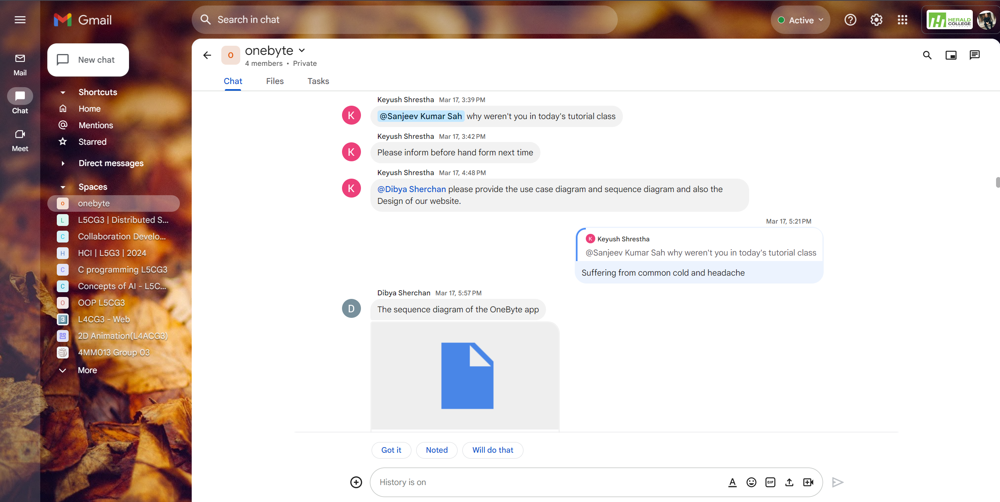 Gmail
Search in chat
Active
HERALD
COLLEGE
Mail
Chat
Meet
New chat
Shortcuts
Home
Mentions
Starred
Direct messages
Spaces
o onebyte
L L5CG3 | Distributed S...
C Collaboration Develo...
H HCI | L5G3 | 2024
C C programming L5CG3
C Concepts of AI - L5C...
O OOP L5CG3
3 L4CG3 - Web
2D Animation(L4ACG3)
4MM013 Group 03
More
o
onebyte
4 members • Private
Chat Files Tasks
Keyush Shrestha Mar 17, 3:39 PM
K
@Sanjeev Kumar Sah why weren't you in today's tutorial class
Keyush Shrestha Mar 17, 3:42 PM
K
Please inform before hand form next time
Keyush Shrestha Mar 17, 4:48 PM
K
@Dibya Sherchan please provide the use case diagram and sequence diagram and also the
Design of our website.
Mar 17, 5:21 PM
K Keyush Shrestha
@Sanjeev Kumar Sah why weren't you in today's tutorial class
Suffering from common cold and headache
Dibya Sherchan Mar 17, 5:57 PM
D
The sequence diagram of the OneByte app
Got it Noted Will do that
History is on
A GIF